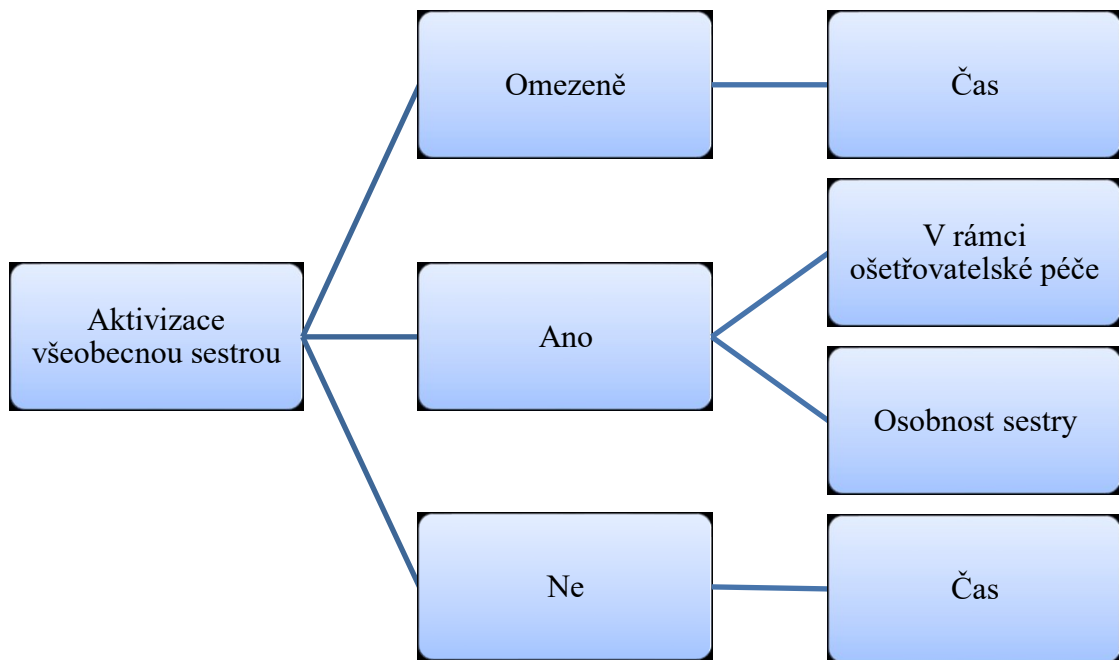 Omezeně
Čas
V rámci
ošetřovatelské péče
Aktivizace
všeobecnou sestrou
Ano
Osobnost sestry
Ne
Čas